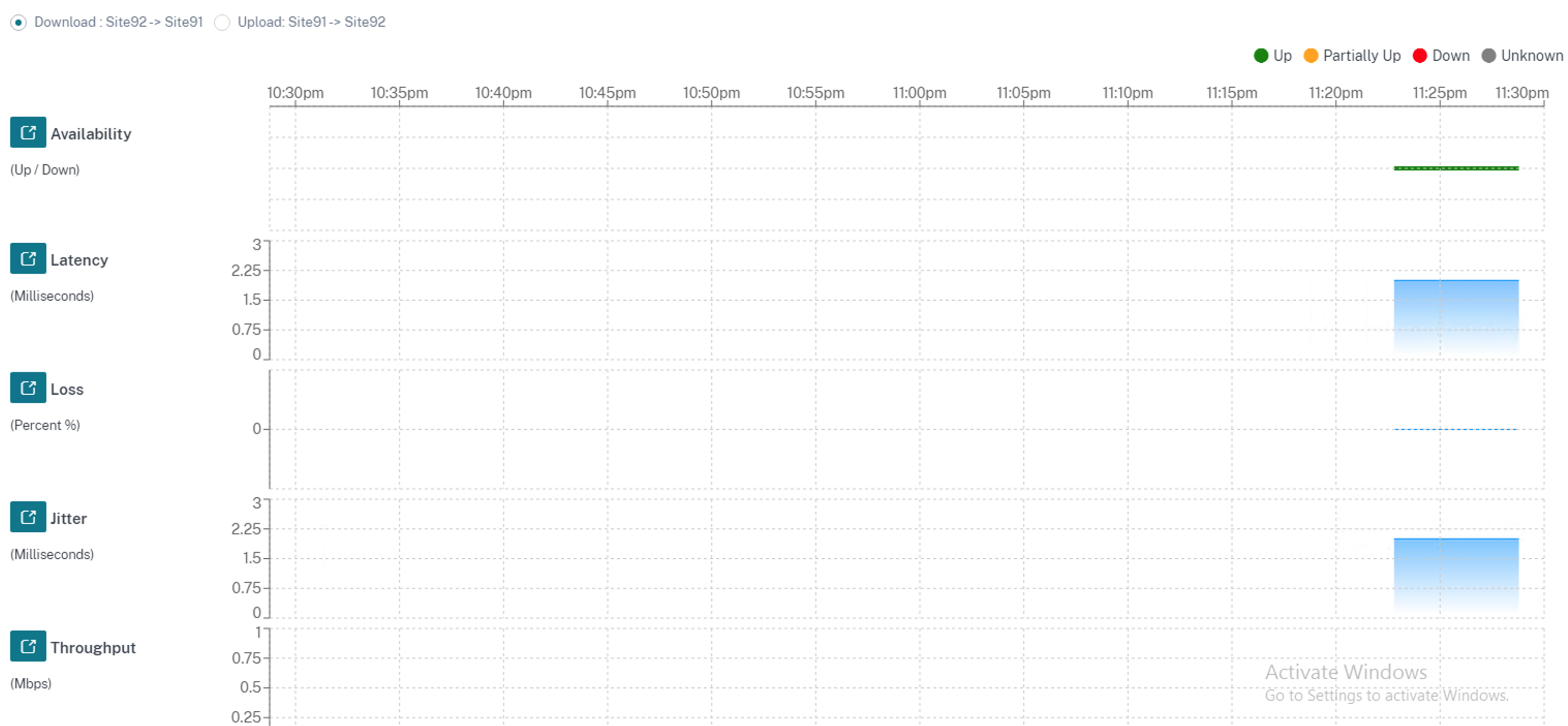 Download : Site92 -> Site91 Upload: Site91 -> Site92
Up Partially Up Down Unknown
10:30pm 10:35pm 10:40pm 10:45pm 10:50pm 10:55pm 11:00pm 11:05pm 11:10pm 11:15pm 11:20pm 11:25pm 11:30pm
Availability
(Up / Down)
3
Latency
2.25
(Milliseconds)
1.5
0.75
0
Loss
(Percent %)
0
3
Jitter
2.25
(Milliseconds)
1.5
0.75
0
1
Throughput
0.75
(Mbps)
0.5
0.25
Activate Windows
Go to Settings to activate Windows.